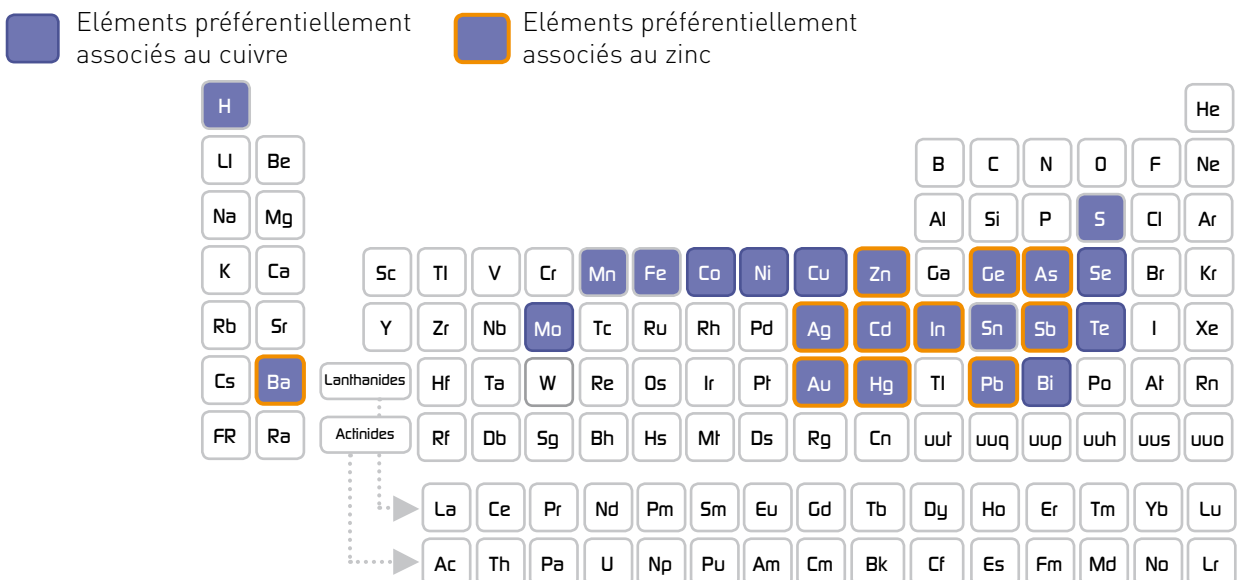 Eléments préférentiellement
associés au cuivre
Eléments préférentiellement
associés au zinc
H He
LI Be B C N O F Ne
Na Mg Al Si P S Cl Ar
K Ca Sc TI V Cr Mn Fe Co Ni Cu Zn Ga Ge As Se Br Kr
Rb Sr Y Zr Nb Mo Tc Ru Rh Pd Ag Cd In Sn Sb Te I Xe
Cs Ba Lanthanides Hf Ta W Re Os Ir Pt Au Hg Tl Pb Bi Po At Rn
FR Ra Actinides Rf Db Sg Bh Hs Mt Ds Rg Cn uut uuq uup uuh uus uuo
La Ce Pr Nd Pm Sm Eu Gd Tb Dy Ho Er Tm Yb Lu
Ac Th Pa U Np Pu Am Cm Bk Cf Es Fm Md No Lr